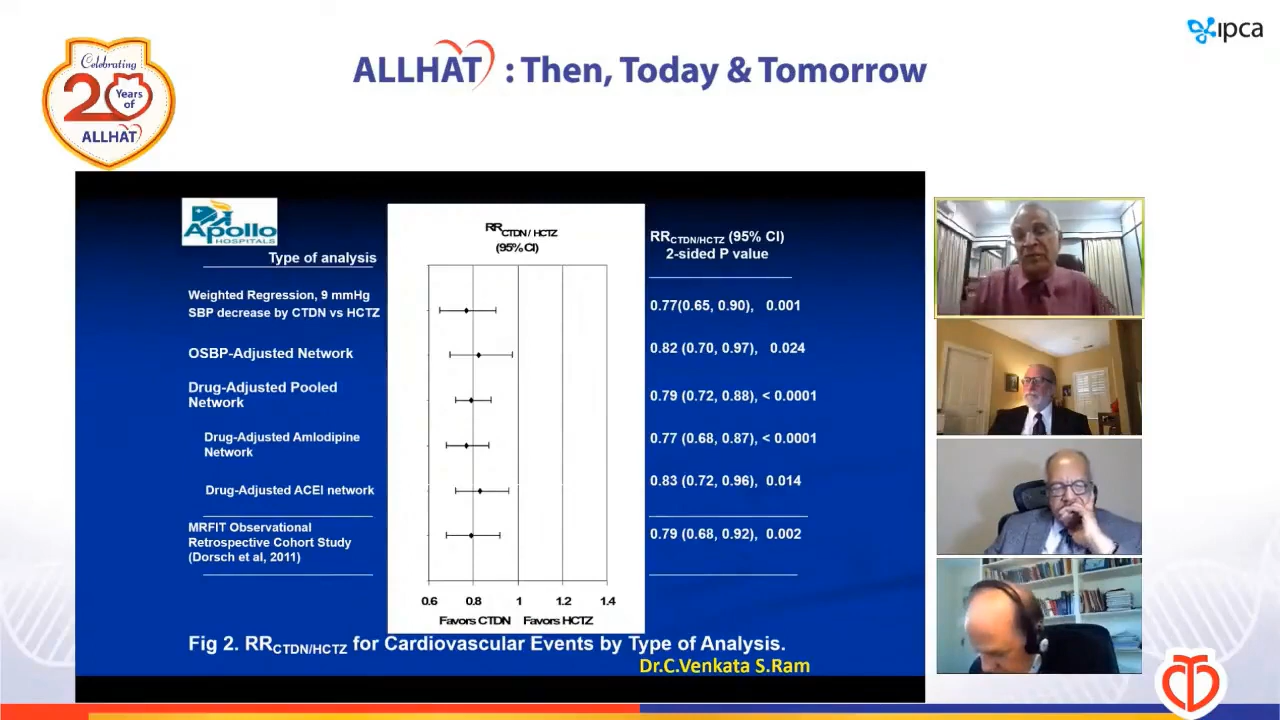 ipca
Celebrating
20 Years of
ALLHAT
ALLHAT : Then, Today & Tomorrow
Apollo
HOSPITALS
Type of analysis
RR CTDN / HCTZ
(95% CI)
RRCTDN/HCTZ (95% CI)
2-sided P value
Weighted Regression, 9 mmHg
SBP decrease by CTDN vs HCTZ
0.77(0.65, 0.90), 0.001
OSBP-Adjusted Network
0.82 (0.70, 0.97), 0.024
Drug-Adjusted Pooled
Network
0.79 (0.72, 0.88), < 0.0001
Drug-Adjusted Amlodipine
Network
0.77 (0.68, 0.87), < 0.0001
Drug-Adjusted ACEI network
0.83 (0.72, 0.96), 0.014
MRFIT Observational
Retrospective Cohort Study
(Dorsch et al, 2011)
0.79 (0.68, 0.92), 0.002
0.6 0.8 1 1.2 1.4
Favors CTDN Favors HCTZ
Fig 2. RRCTDN/HCTZ for Cardiovascular Events by Type of Analysis.
Dr.C.Venkata S.Ram